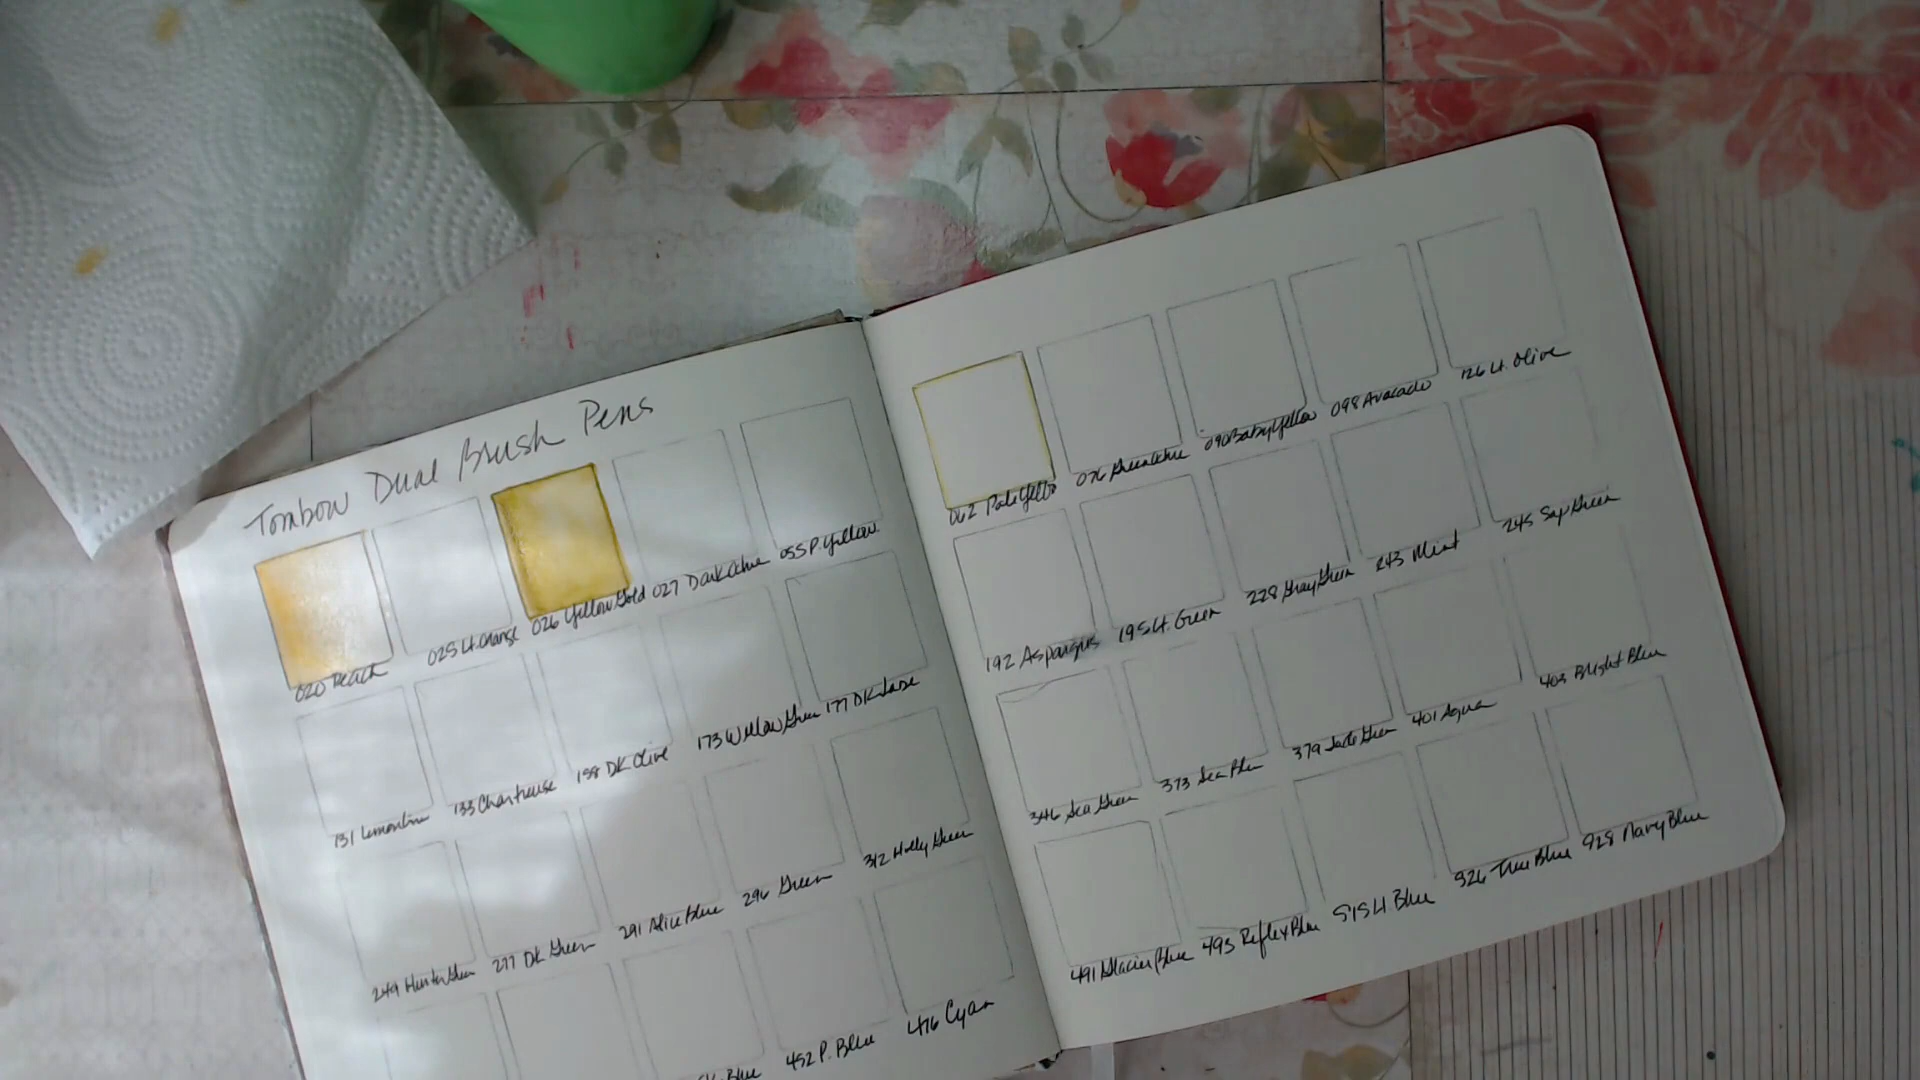 Tombow Dual Brush Pens
020 Peach 025 Lt. Orange 026 Yellow Gold 027 Dark Ochre 055 P. Yellow
131 Lemon Lime 133 Chartreuse 158 DK Olive 173 Willow Green 177 DK Jade
249 Hunter Green 277 DK Green 291 Alice Blue 296 Green 312 Holly Green
Blue 452 P. Blue 476 Cyan
062 Pale Yello 076 Green Ochre 090 Baby Yellow 098 Avocado 126 Lt. Olive
192 Aspargus 195 Lt. Green 228 Gray Green 243 Mint 245 Sap Green
346 Sea Green 373 Sea Blue 379 Jade Green 401 Aqua 403 Bright Blue
491 Glacier Blue 493 Reflex Blue 515 Lt Blue 526 True Blue 528 Navy Blue